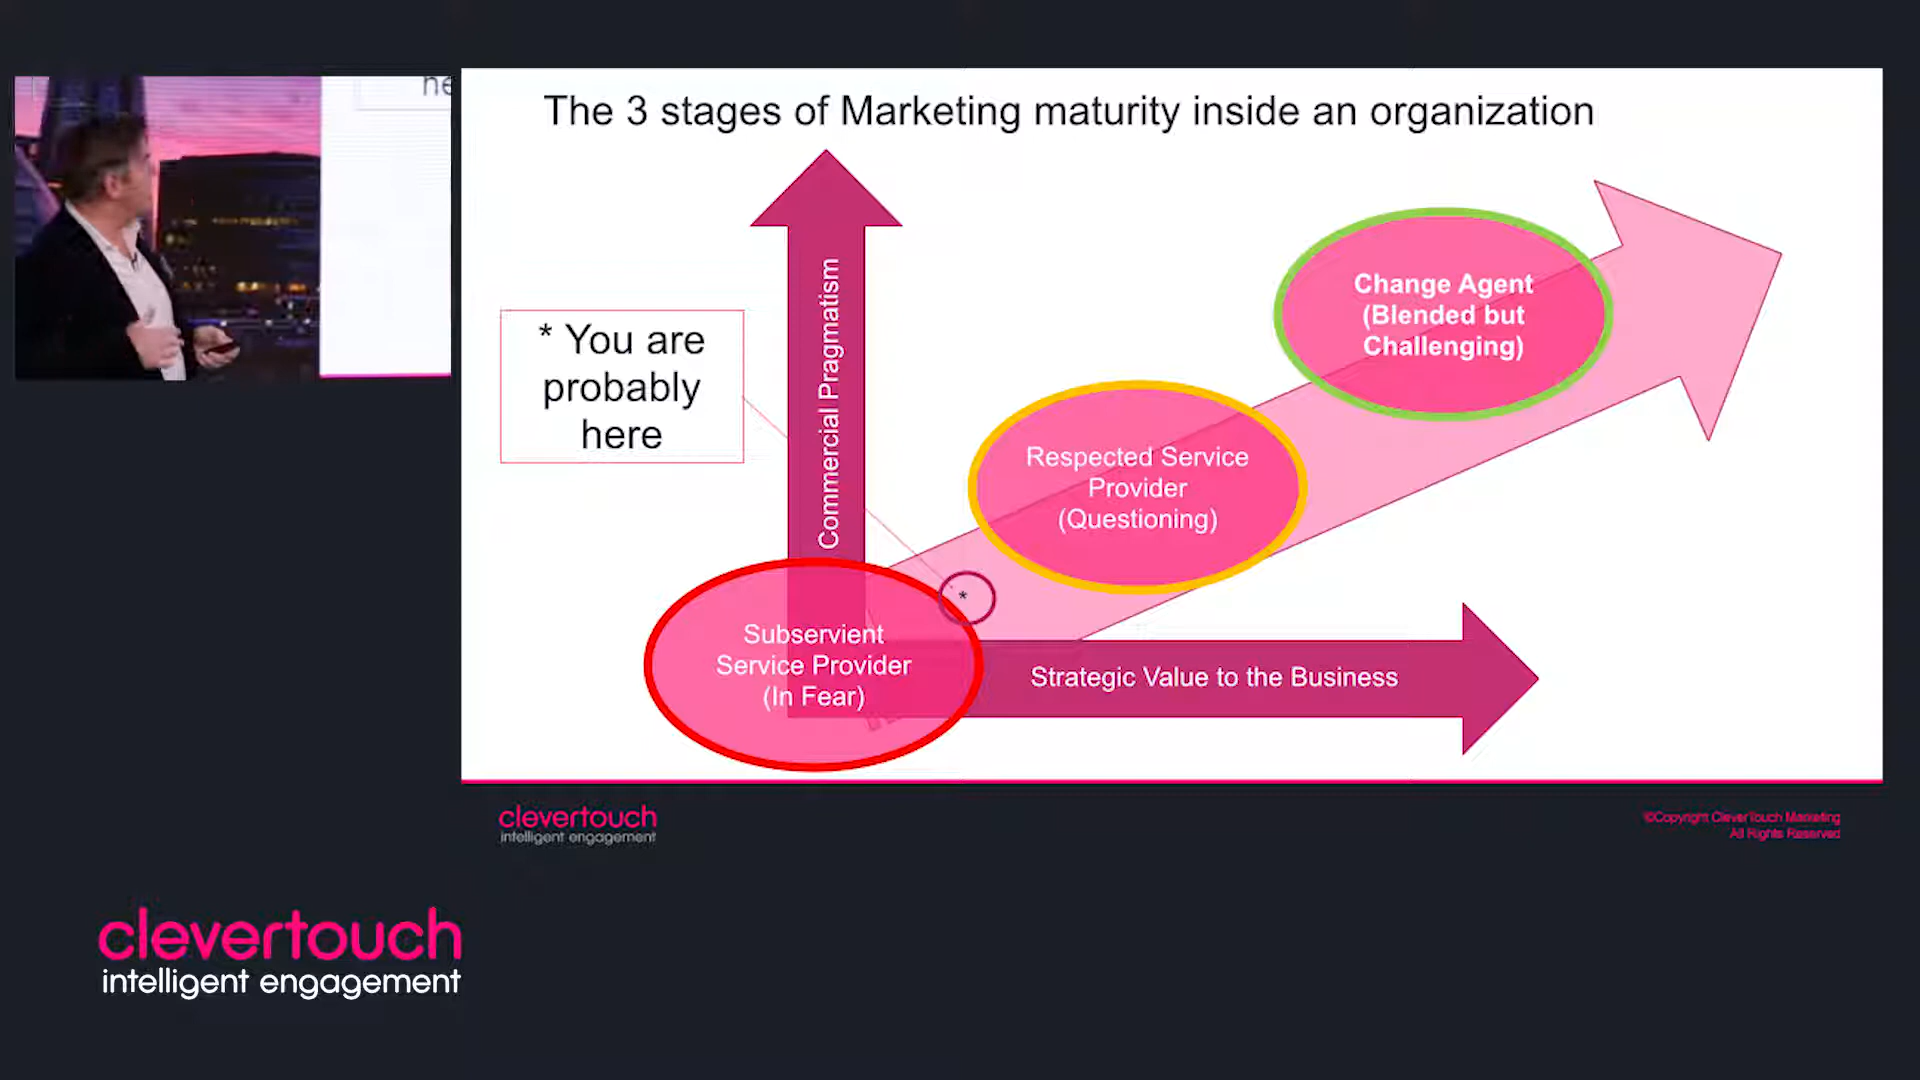 he
The 3 stages of Marketing maturity inside an organization
Change Agent
(Blended but
Challenging)
* You are
probably
here
Commercial Pragmatism
Respected Service
Provider
(Questioning)
*
Subservient
Service Provider
(In Fear)
Strategic Value to the Business
clevertouch
intelligent engagement
©Copyright CleverTouch Marketing
All Rights Reserved
clevertouch
intelligent engagement